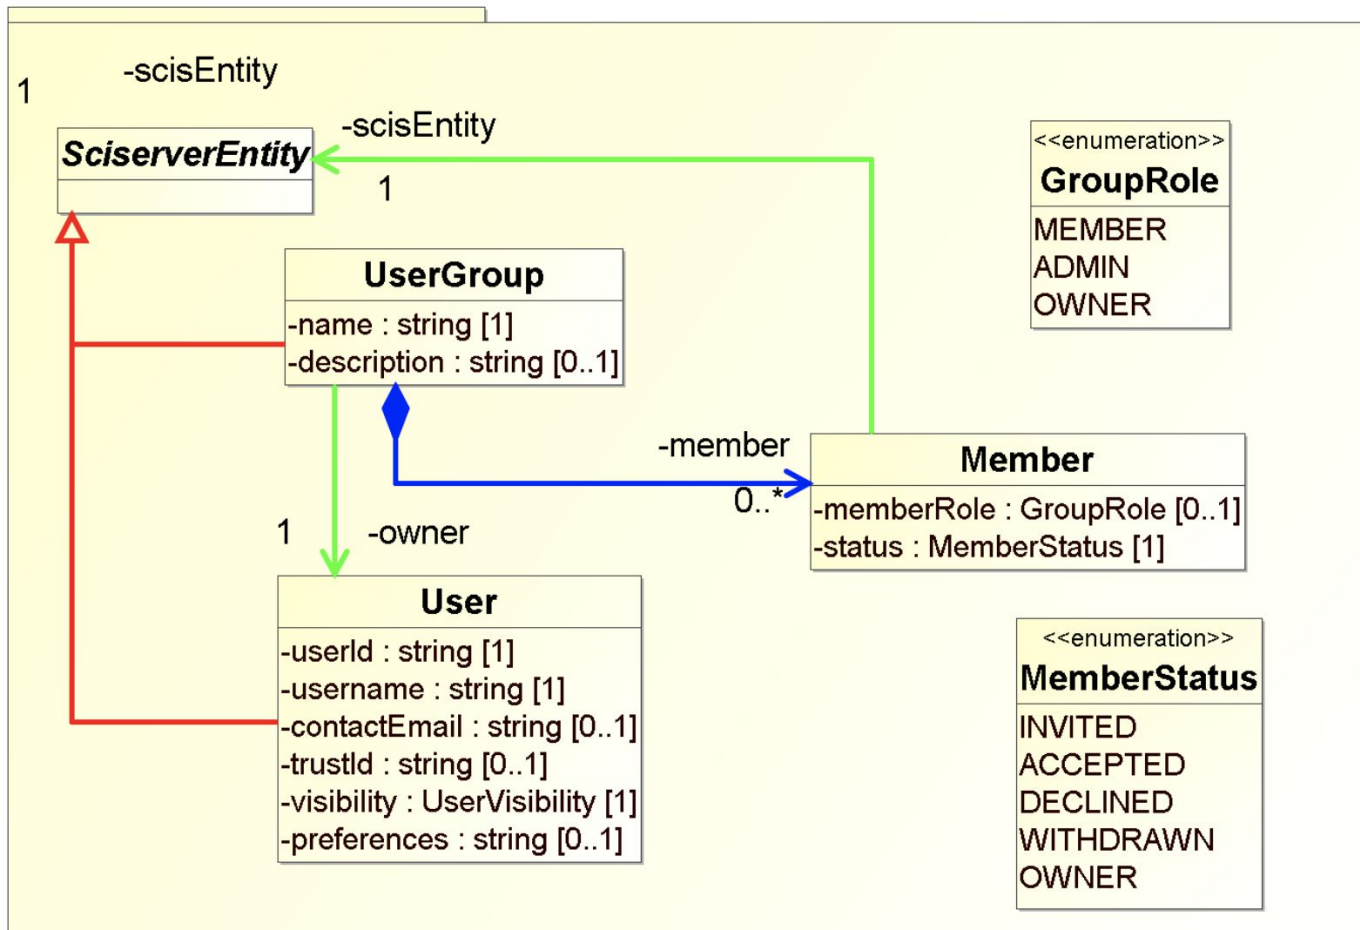 -scisEntity
1
-scisEntity
SciserverEntity
1
<<enumeration>>
GroupRole
MEMBER
ADMIN
OWNER
UserGroup
-name : string [1]
-description : string [0..1]
-member
0..*
Member
-memberRole : GroupRole [0..1]
-status : MemberStatus [1]
1
-owner
User
-userId : string [1]
-username : string [1]
-contactEmail : string [0..1]
-trustId : string [0..1]
-visibility : UserVisibility [1]
-preferences : string [0..1]
<<enumeration>>
MemberStatus
INVITED
ACCEPTED
DECLINED
WITHDRAWN
OWNER